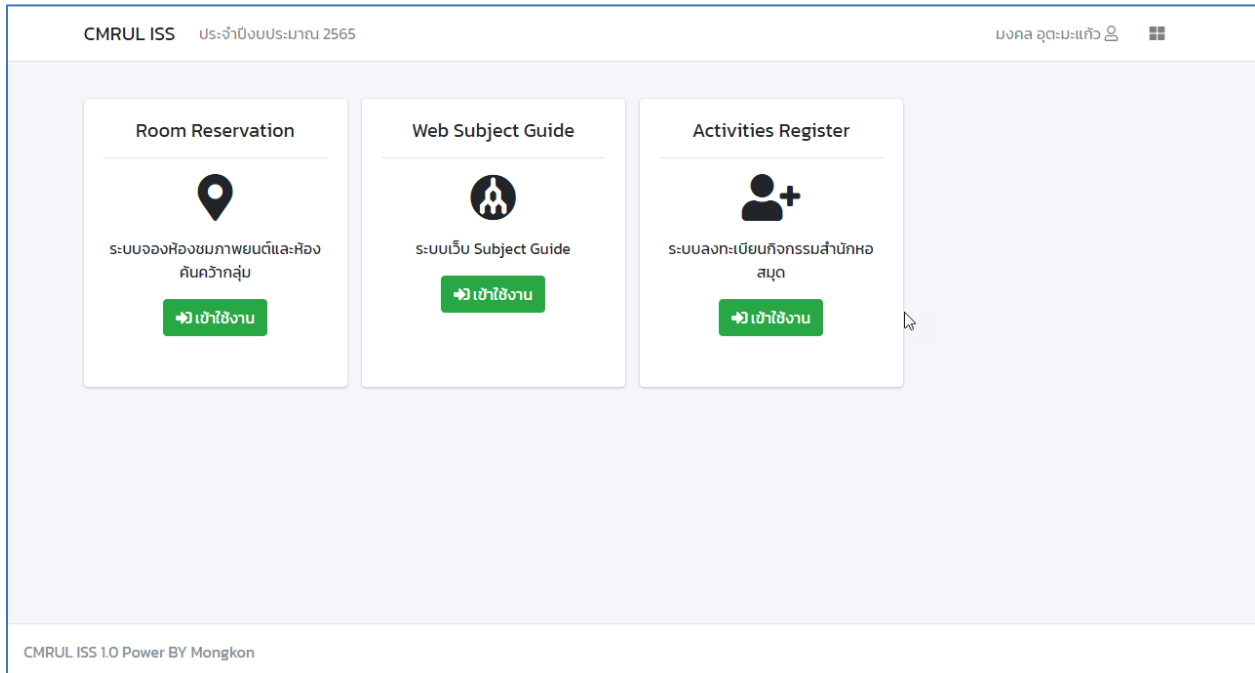 CMRUL ISS ประจำปีงบประมาณ 2565 มงคล อุตะมะแก้ว
Room Reservation
ระบบจองห้องชมภาพยนต์และห้อง
ค้นคว้ากลุ่ม
เข้าใช้งาน
Web Subject Guide
ระบบเว็บ Subject Guide
เข้าใช้งาน
Activities Register
ระบบลงทะเบียนกิจกรรมสำนักหอ
สมุด
เข้าใช้งาน
CMRUL ISS 1.0 Power BY Mongkon